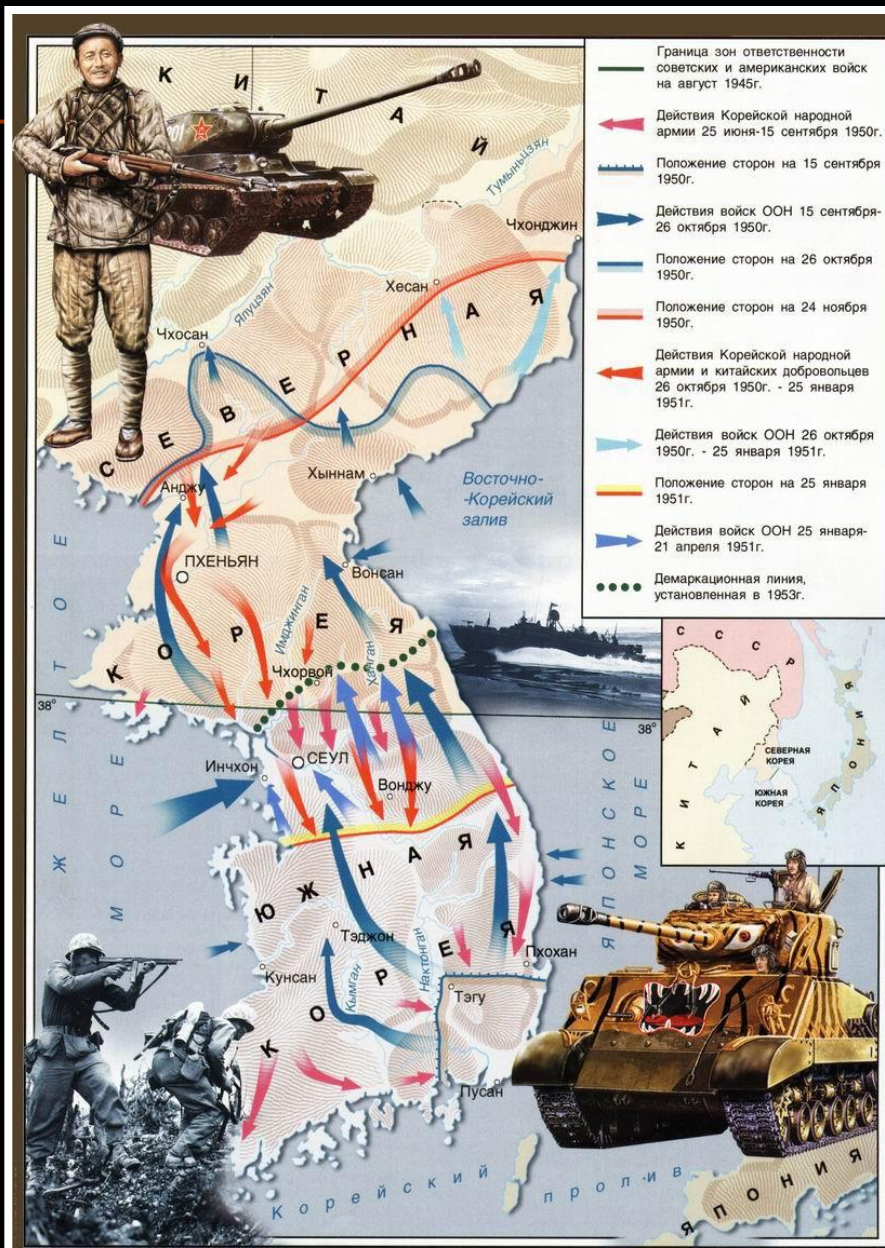 КИТАЙ
Тумыньцзян
Чхонджин
Хесан
Ялуцзян
Чхосан
СЕВЕРНАЯ
Анджу
Хыннам
Восточно-
-Корейский
залив
ПХЕНЬЯН
Вонсан
Имджинган
КОРЕЯ
Чхорвон
Ханган
38°
38°
СЕУЛ
Инчхон
Вонджу
ЖЕЛТОЕ
МОРЕ
ЯПОНСКОЕ
МОРЕ
ЮЖНАЯ
Тэджон
Кунсан
Кымган
Нактонган
Пхохан
Тэгу
КОРЕЯ
Пусан
Корейский
пролив
ЯПОНИЯ
Граница зон ответственности
советских и американских войск
на август 1945г.
Действия Корейской народной
армии 25 июня-15 сентября 1950г.
Положение сторон на 15 сентября
1950г.
Действия войск ООН 15 сентября-
26 октября 1950г.
Положение сторон на 26 октября
1950г.
Положение сторон на 24 ноября
1950г.
Действия Корейской народной
армии и китайских добровольцев
26 октября 1950г. - 25 января
1951г.
Действия войск ООН 26 октября
1950г. - 25 января 1951г.
Положение сторон на 25 января
1951г.
Действия войск ООН 25 января-
21 апреля 1951г.
Демаркационная линия,
установленная в 1953г.
СССР
КИТАЙ
СЕВЕРНАЯ
КОРЕЯ
ЮЖНАЯ
КОРЕЯ
ЯПОНИЯ